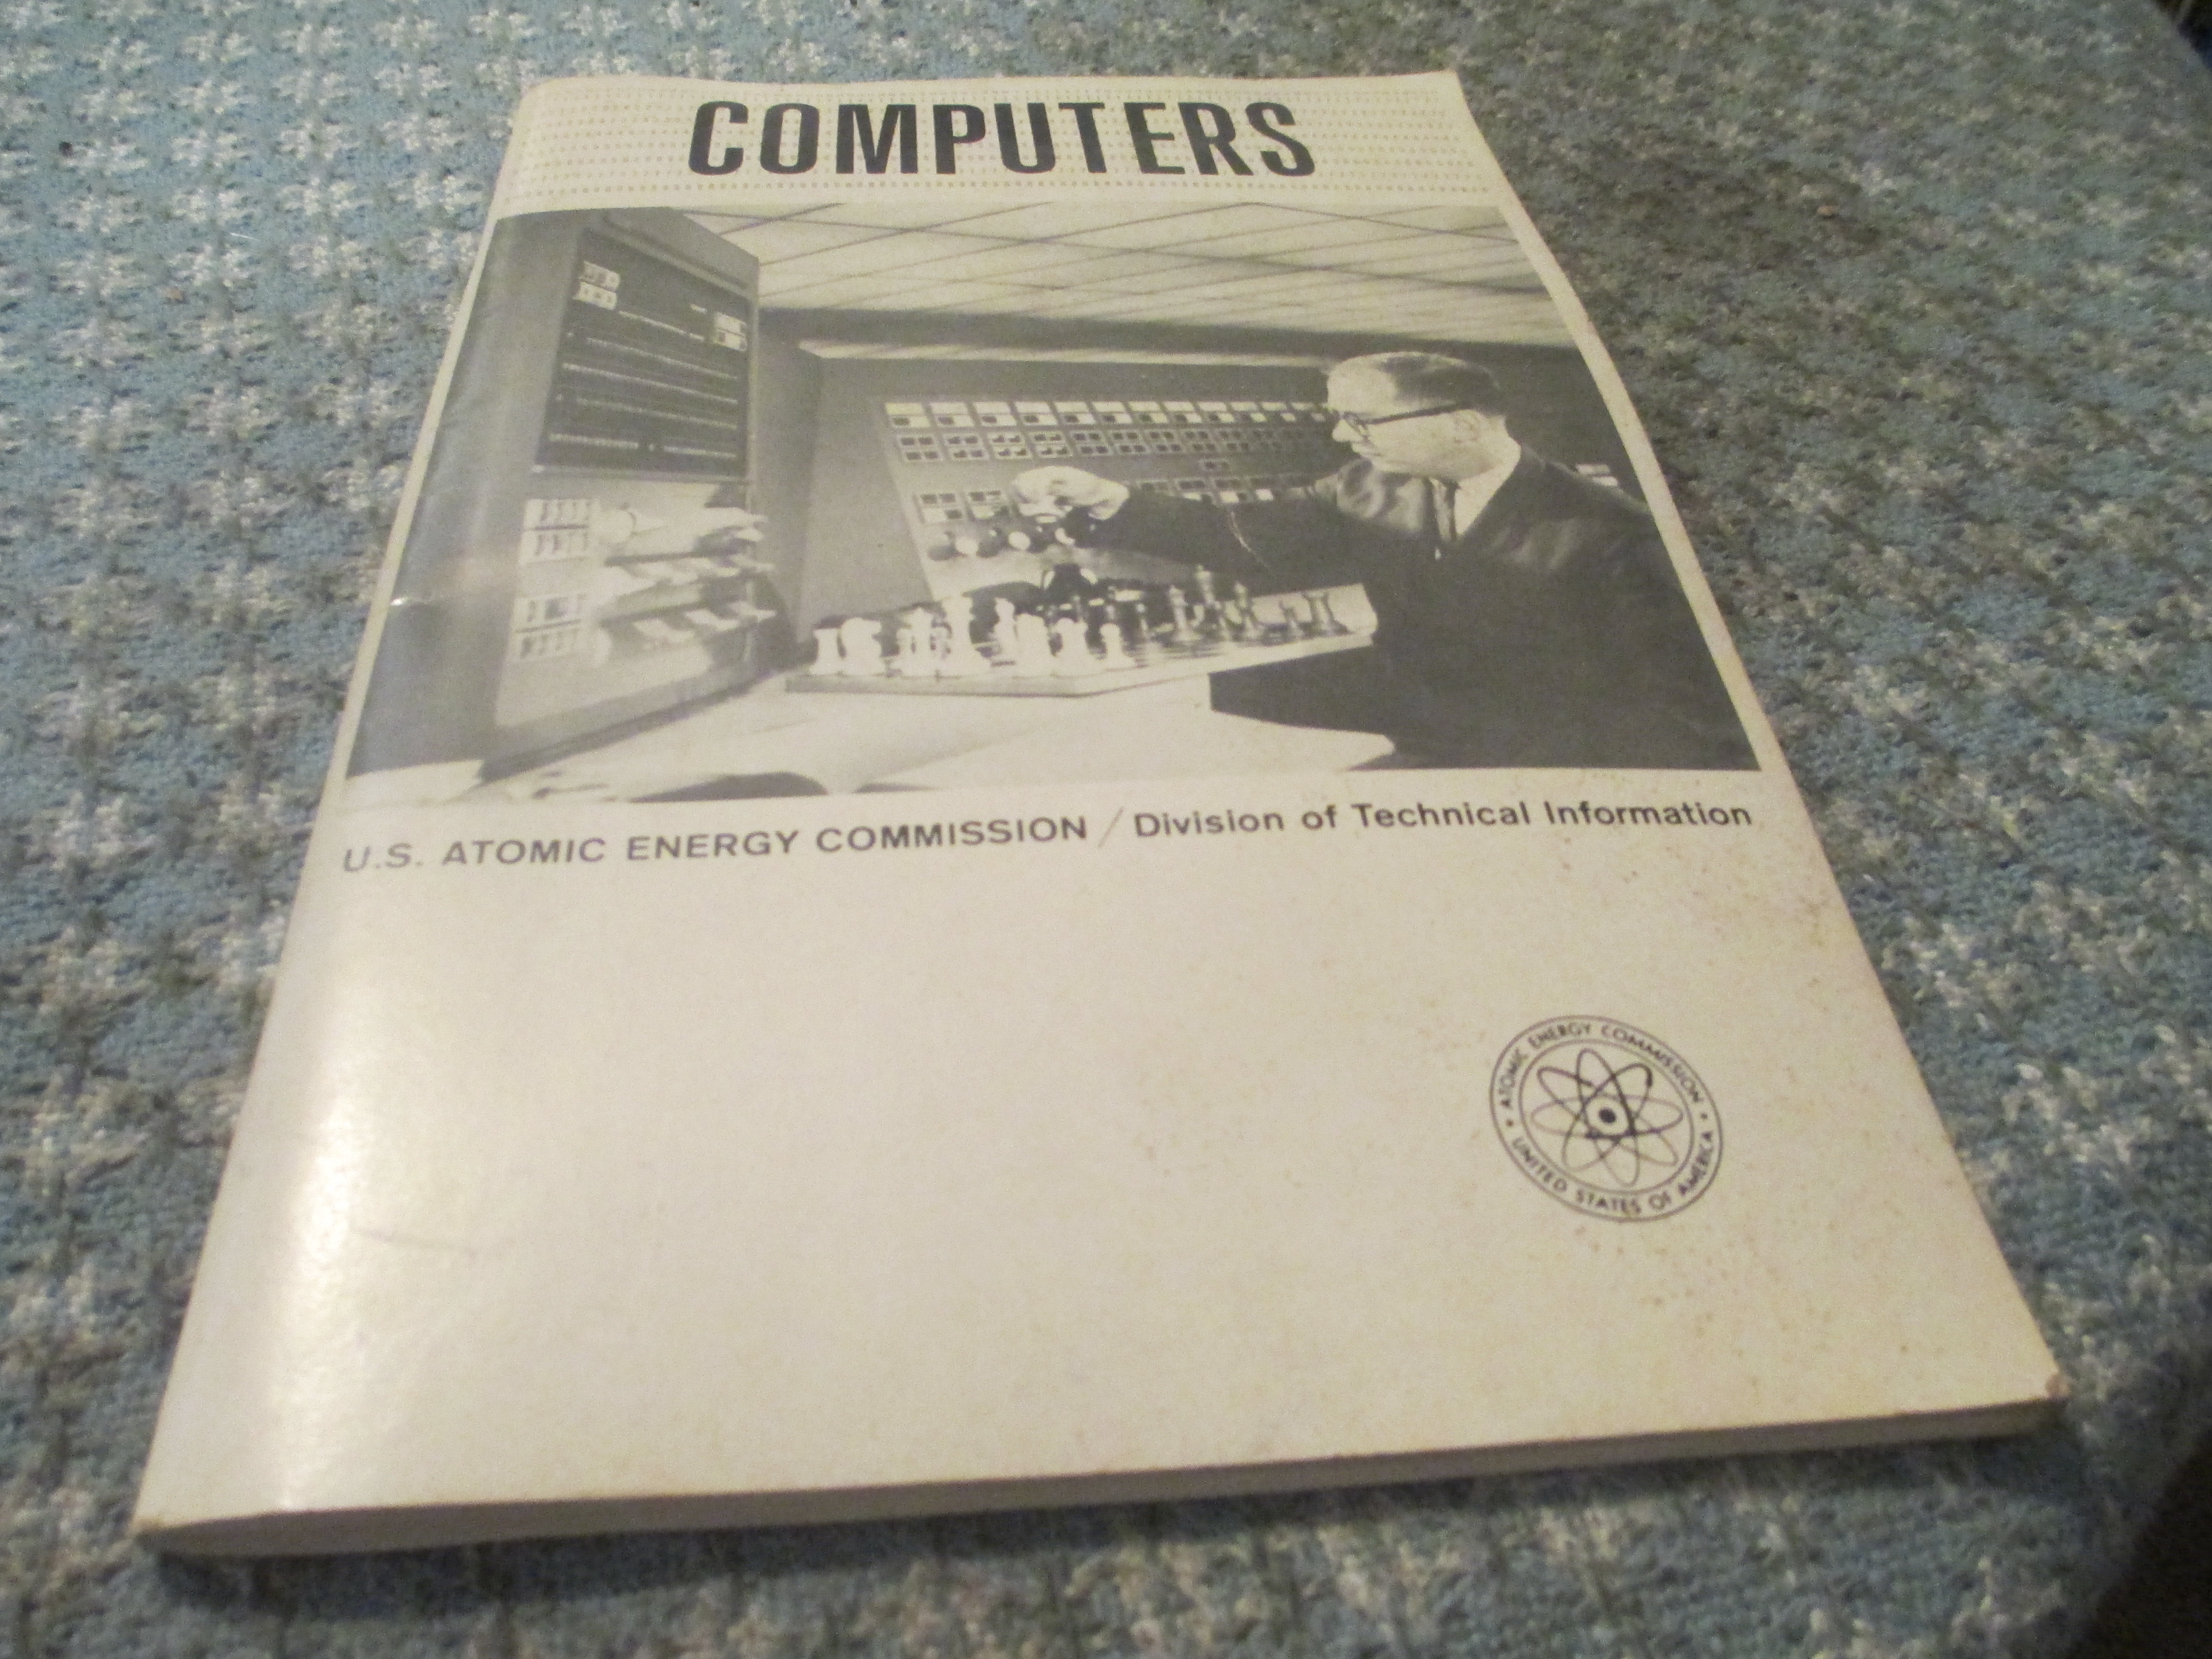 COMPUTERS
U.S. ATOMIC ENERGY COMMISSION / Division of Technical Information
ATOMIC ENERGY COMMISSION
UNITED STATES OF AMERICA